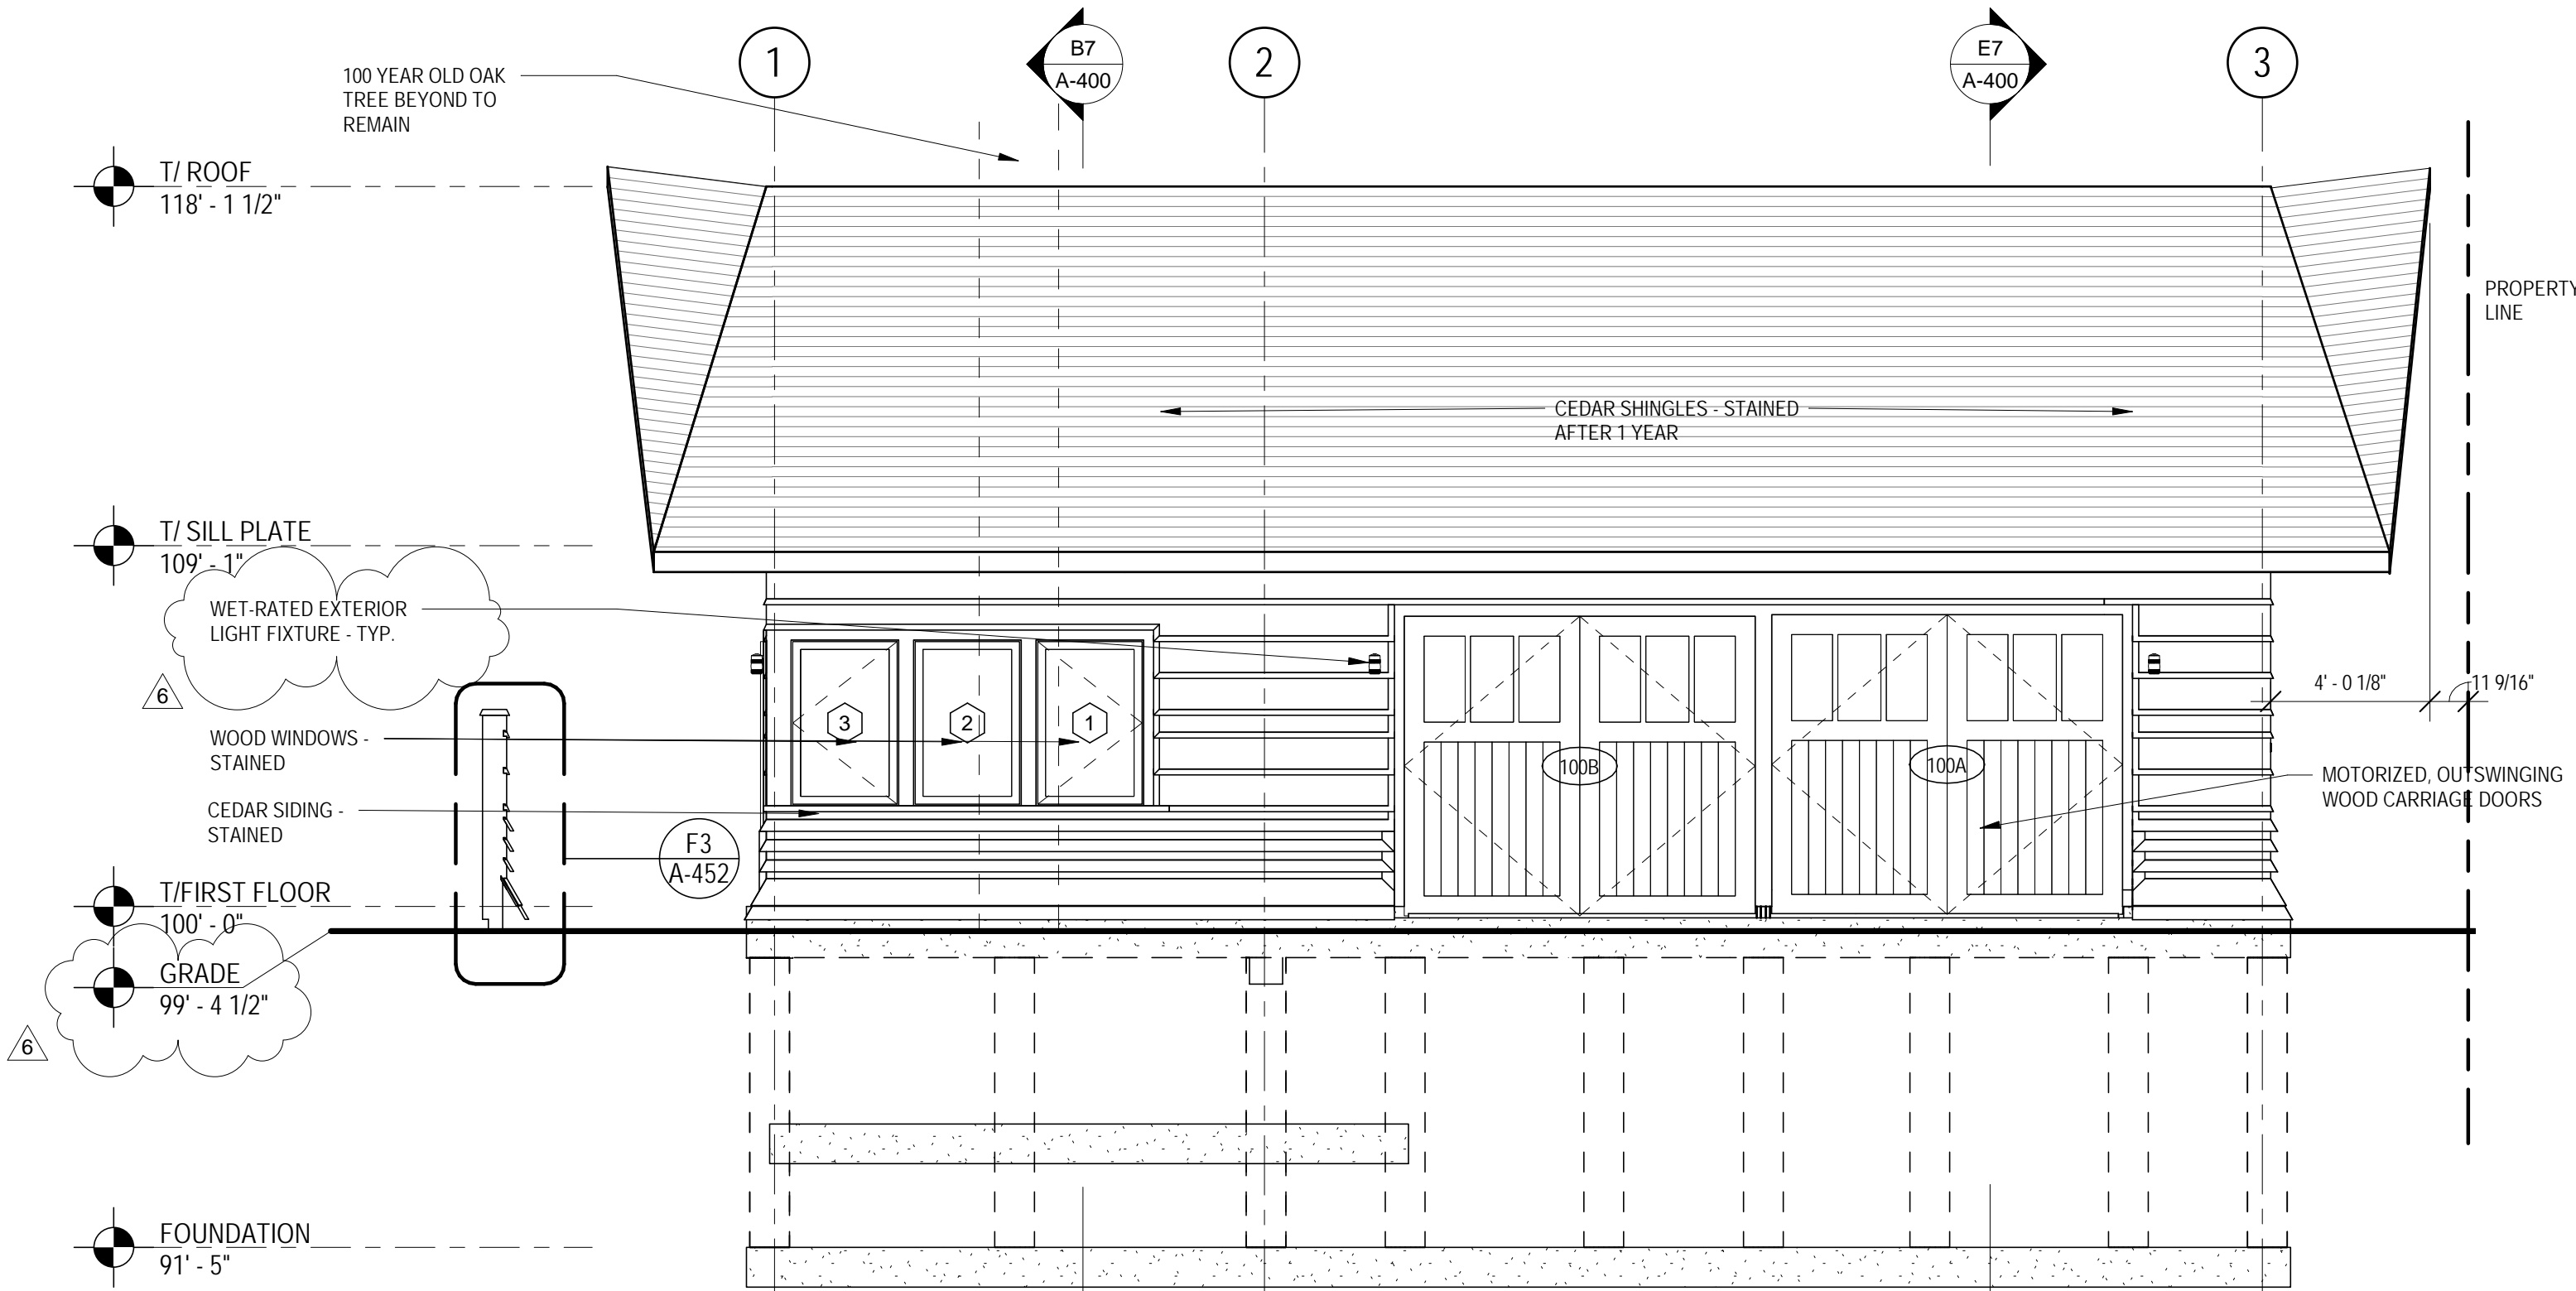 1
B7
A-400
2
E7
A-400
3
100 YEAR OLD OAK
TREE BEYOND TO
REMAIN
T/ ROOF
118' - 1 1/2"
PROPERTY
LINE
CEDAR SHINGLES - STAINED
AFTER 1 YEAR
T/ SILL PLATE
109' - 1"
WET-RATED EXTERIOR
LIGHT FIXTURE - TYP.
6
4' - 0 1/8"
11 9/16"
3
2
1
WOOD WINDOWS -
STAINED
100B
100A
MOTORIZED, OUTSWINGING
WOOD CARRIAGE DOORS
CEDAR SIDING -
STAINED
F3
A-452
T/FIRST FLOOR
100' - 0"
GRADE
99' - 4 1/2"
6
FOUNDATION
91' - 5"